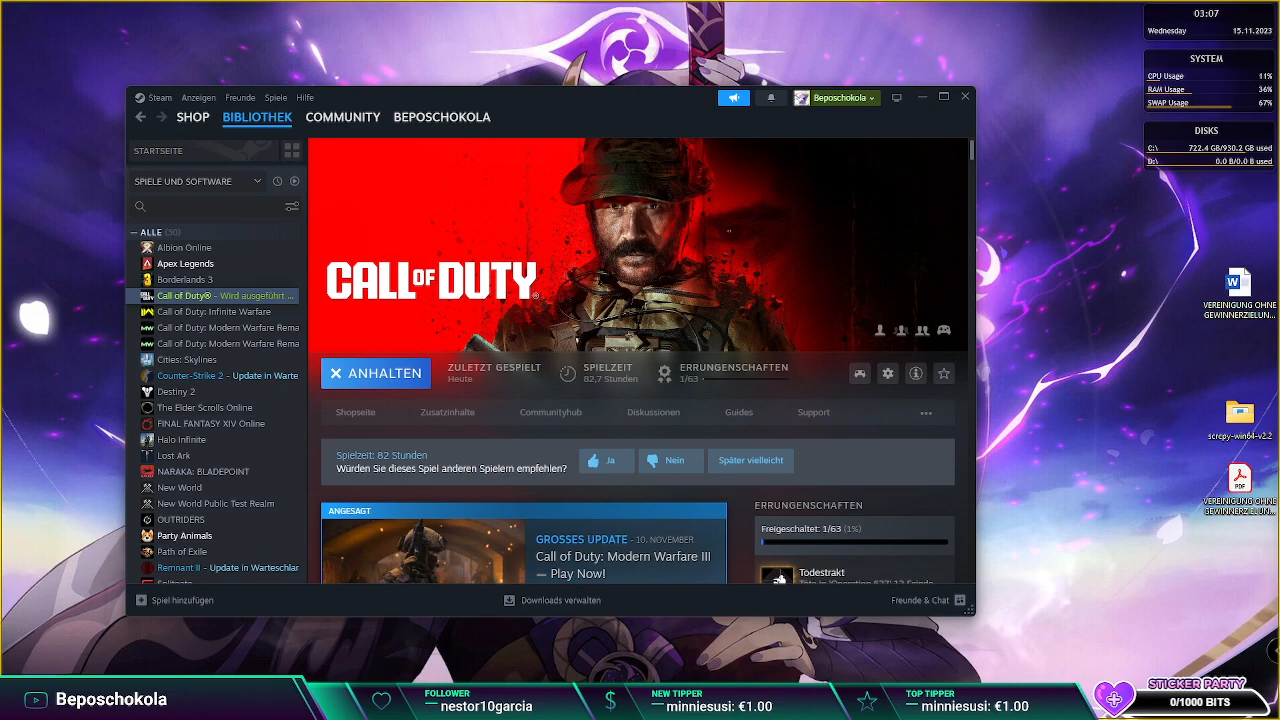 03:07
Wednesday 15.11.2023
SYSTEM
CPU Usage 11%
RAM Usage 36%
SWAP Usage 67%
DISKS
C:\ 722.4 GB/930.2 GB used
D:\ 0.0 B/0.0 B used
Steam Anzeigen Freunde Spiele Hilfe
Beposchokola
SHOP BIBLIOTHEK COMMUNITY BEPOSCHOKOLA
STARTSEITE
SPIELE UND SOFTWARE
— ALLE (30)
Albion Online
Apex Legends
Borderlands 3
Call of Duty® - Wird ausgeführt ...
Call of Duty: Infinite Warfare
Call of Duty: Modern Warfare Rema
Call of Duty: Modern Warfare Rema
Cities: Skylines
Counter-Strike 2 - Update in Warte
Destiny 2
The Elder Scrolls Online
FINAL FANTASY XIV Online
Halo Infinite
Lost Ark
NARAKA: BLADEPOINT
New World
New World Public Test Realm
OUTRIDERS
Party Animals
Path of Exile
Remnant II - Update in Warteschlar
Splitgate
CALL OF DUTY®
ANHALTEN
ZULETZT GESPIELT
Heute
SPIELZEIT
82,7 Stunden
ERRUNGENSCHAFTEN
1/63
Shopseite Zusatzinhalte Communityhub Diskussionen Guides Support ...
Spielzeit: 82 Stunden
Würden Sie dieses Spiel anderen Spielern empfehlen?
Ja Nein Später vielleicht
ANGESAGT
GROSSES UPDATE - 10. NOVEMBER
Call of Duty: Modern Warfare III
— Play Now!
ERRUNGENSCHAFTEN
Freigeschaltet: 1/63 (1%)
Todestrakt
Spiel hinzufügen Downloads verwalten Freunde & Chat
VEREINIGUNG OHNE
GEWINNERZIELUN...
scrcpy-win64-v2.2
PDF
VEREINIGUNG OHNE
GEWINNERZIELUN...
Beposchokola
FOLLOWER
nestor10garcia
NEW TIPPER
minniesusi: €1.00
TOP TIPPER
minniesusi: €1.00
STICKER PARTY
0/1000 BITS